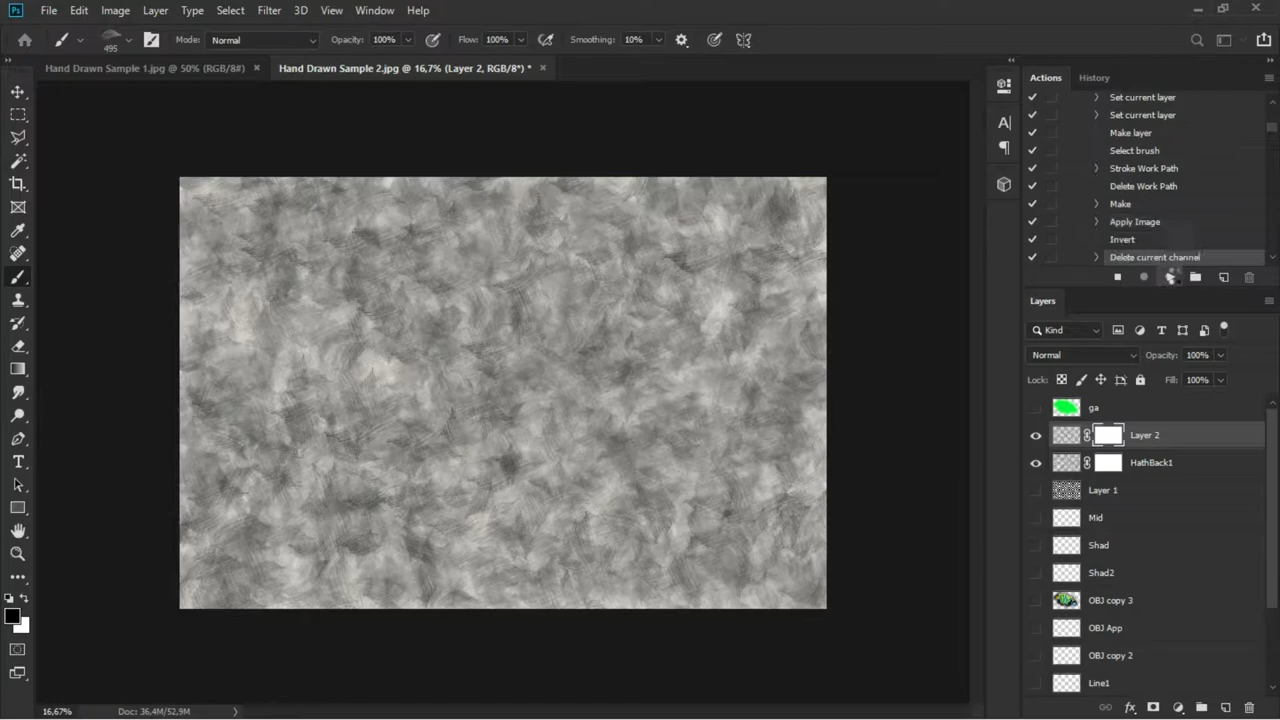 Ps File Edit Image Layer Type Select Filter 3D View Window Help
495 Mode: Normal Opacity: 100% Flow: 100% Smoothing: 10%
Hand Drawn Sample 1.jpg @ 50% (RGB/8#) × Hand Drawn Sample 2.jpg @ 16,7% (Layer 2, RGB/8*) * ×
Actions History
Set current layer
Set current layer
Make layer
Select brush
Stroke Work Path
Delete Work Path
Make
Apply Image
Invert
Delete current channel
Layers
Kind
Normal Opacity: 100%
Lock: Fill: 100%
ga
Layer 2
HathBack1
Layer 1
Mid
Shad
Shad2
OBJ copy 3
OBJ App
OBJ copy 2
Line1
16,67% Doc: 36,4M/52,9M